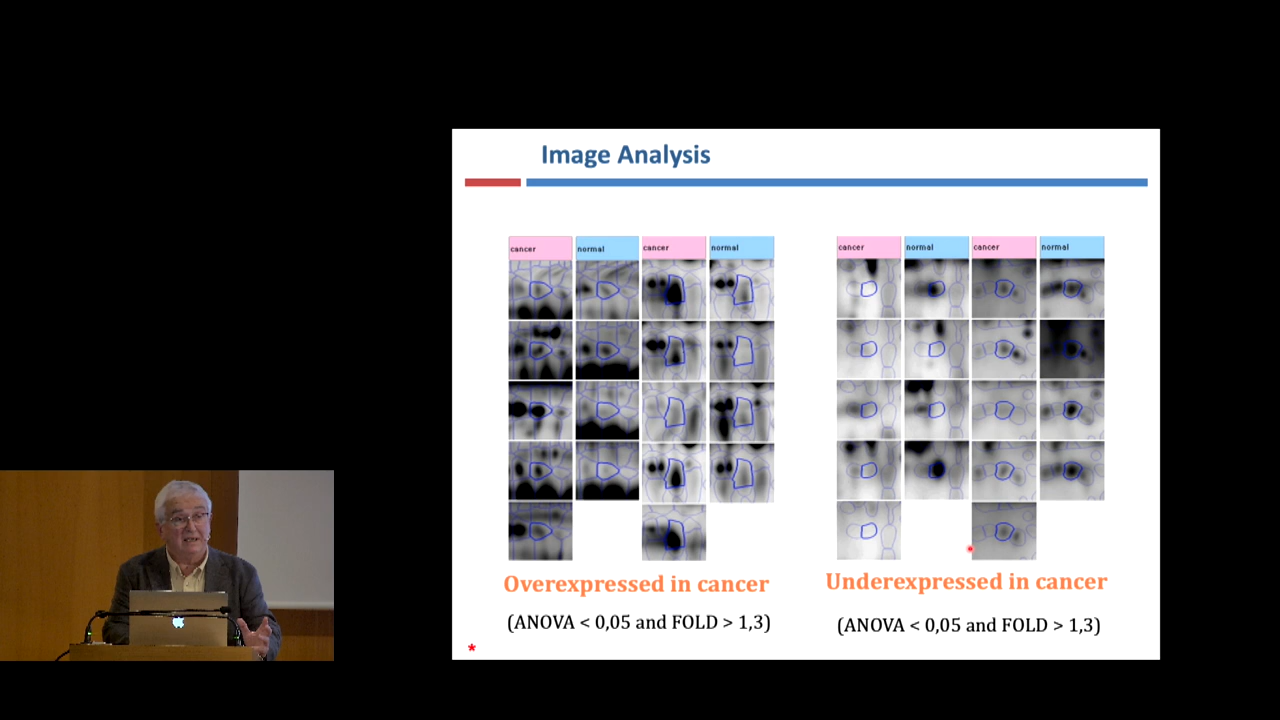 Image Analysis
cancer normal cancer normal
cancer normal cancer normal
Overexpressed in cancer
(ANOVA < 0,05 and FOLD > 1,3)
Underexpressed in cancer
(ANOVA < 0,05 and FOLD > 1,3)
*